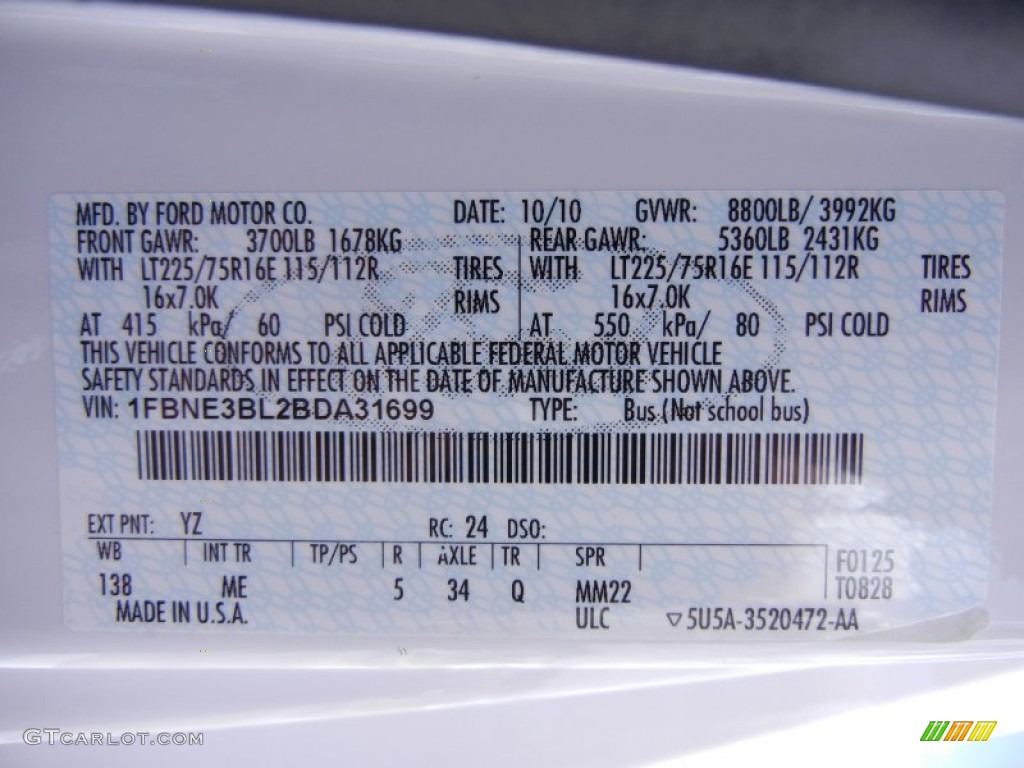 MFD. BY FORD MOTOR CO. DATE: 10/10 GVWR: 8800LB/ 3992KG
FRONT GAWR: 3700LB 1678KG REAR GAWR: 5360LB 2431KG
WITH LT225/75R16E 115/112R TIRES WITH LT225/75R16E 115/112R TIRES
16x7.0K RIMS 16x7.0K RIMS
AT 415 kPa/ 60 PSI COLD AT 550 kPa/ 80 PSI COLD
THIS VEHICLE CONFORMS TO ALL APPLICABLE FEDERAL MOTOR VEHICLE
SAFETY STANDARDS IN EFFECT ON THE DATE OF MANUFACTURE SHOWN ABOVE.
VIN: 1FBNE3BL2BDA31699 TYPE: Bus (Not school bus)
EXT PNT: YZ RC: 24 DSO:
WB INT TR TP/PS R AXLE TR SPR F0125
138 ME 5 34 Q MM22 T0828
MADE IN U.S.A. ULC ▽5U5A-3520472-AA
GTCARLOT.COM